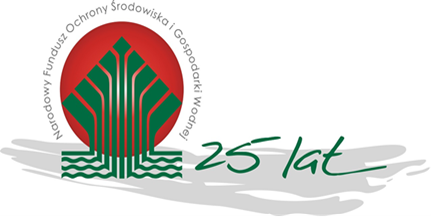 Narodowy Fundusz Ochrony Środowiska i Gospodarki Wodnej
25 lat